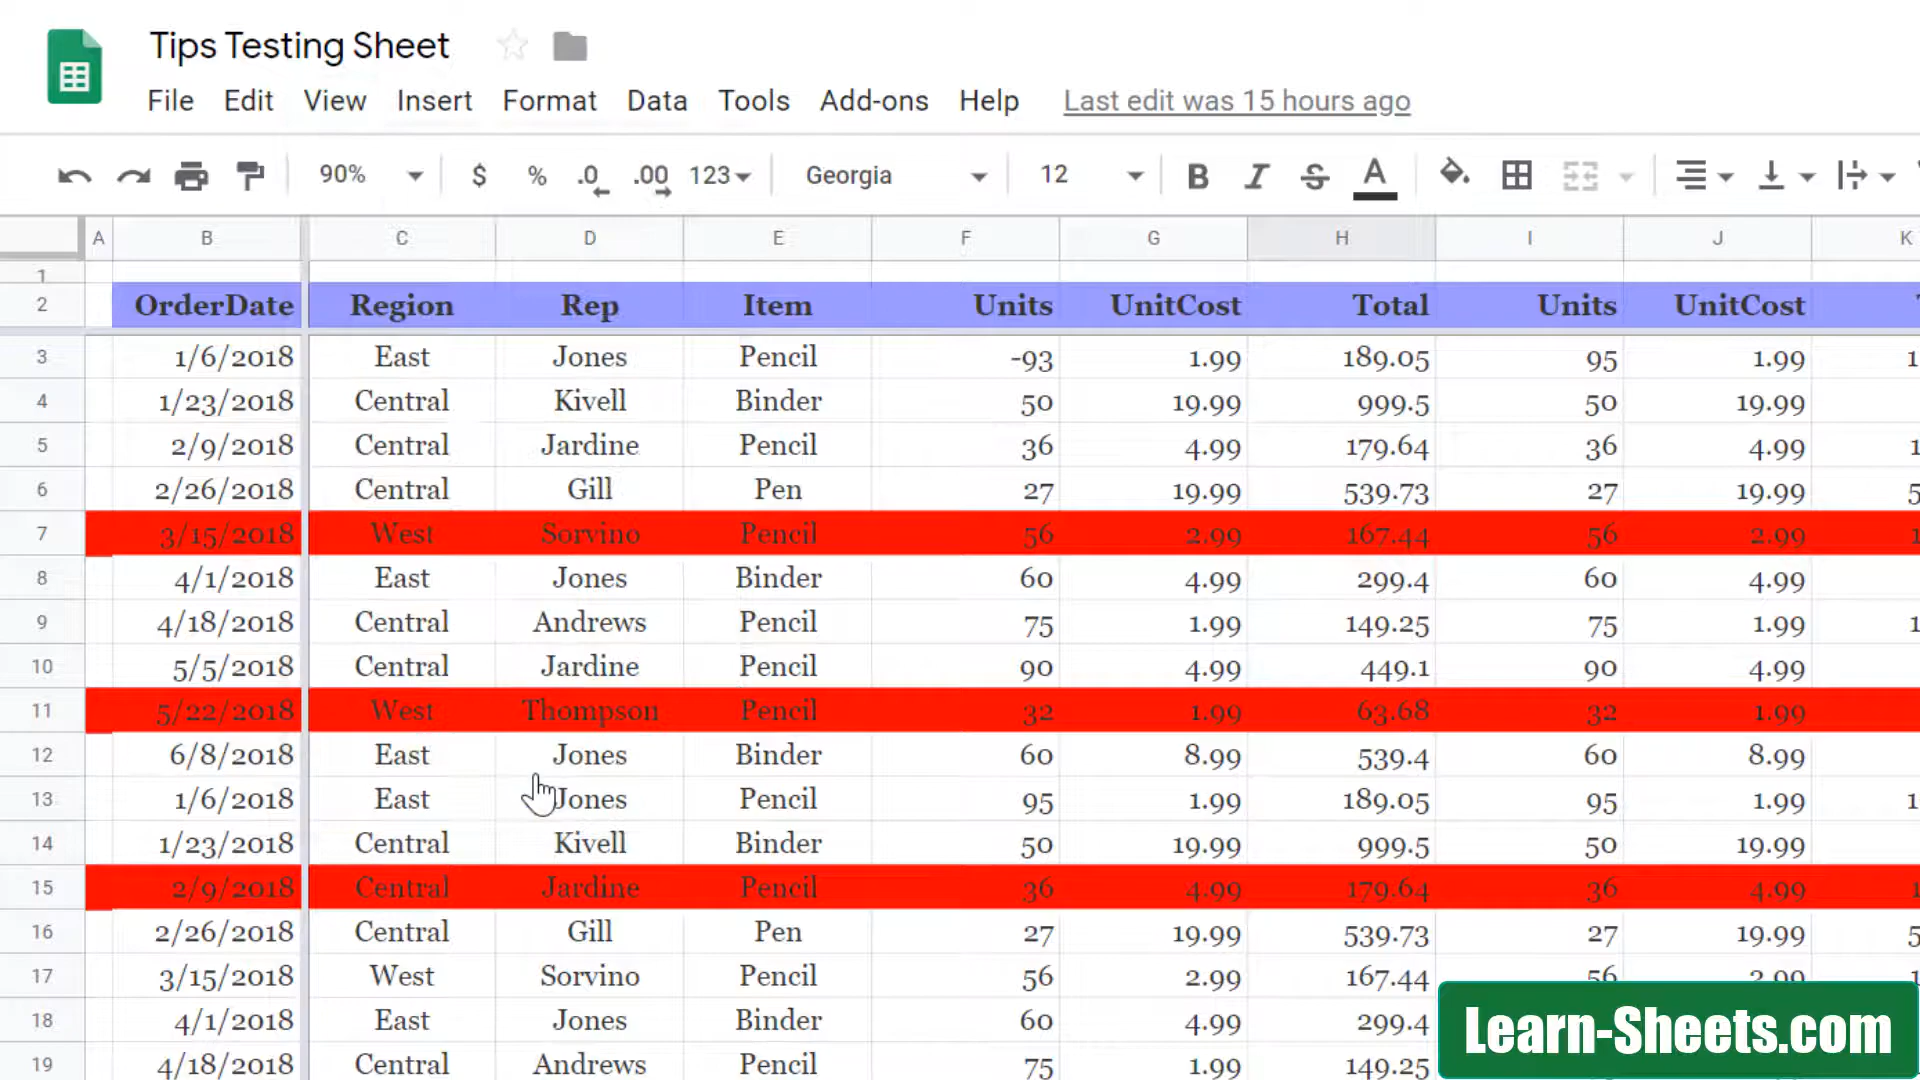 Tips Testing Sheet
File Edit View Insert Format Data Tools Add-ons Help Last edit was 15 hours ago
90% $ % .0 .00 123 Georgia 12 B I S A
A B C D E F G H I J K
1
2 OrderDate Region Rep Item Units UnitCost Total Units UnitCost
3 1/6/2018 East Jones Pencil -93 1.99 189.05 95 1.99
4 1/23/2018 Central Kivell Binder 50 19.99 999.5 50 19.99
5 2/9/2018 Central Jardine Pencil 36 4.99 179.64 36 4.99
6 2/26/2018 Central Gill Pen 27 19.99 539.73 27 19.99
7 3/15/2018 West Sorvino Pencil 56 2.99 167.44 56 2.99
8 4/1/2018 East Jones Binder 60 4.99 299.4 60 4.99
9 4/18/2018 Central Andrews Pencil 75 1.99 149.25 75 1.99
10 5/5/2018 Central Jardine Pencil 90 4.99 449.1 90 4.99
11 5/22/2018 West Thompson Pencil 32 1.99 63.68 32 1.99
12 6/8/2018 East Jones Binder 60 8.99 539.4 60 8.99
13 1/6/2018 East Jones Pencil 95 1.99 189.05 95 1.99
14 1/23/2018 Central Kivell Binder 50 19.99 999.5 50 19.99
15 2/9/2018 Central Jardine Pencil 36 4.99 179.64 36 4.99
16 2/26/2018 Central Gill Pen 27 19.99 539.73 27 19.99
17 3/15/2018 West Sorvino Pencil 56 2.99 167.44 56 2.99
18 4/1/2018 East Jones Binder 60 4.99 299.4
19 4/18/2018 Central Andrews Pencil 75 1.99 149.25
Learn-Sheets.com